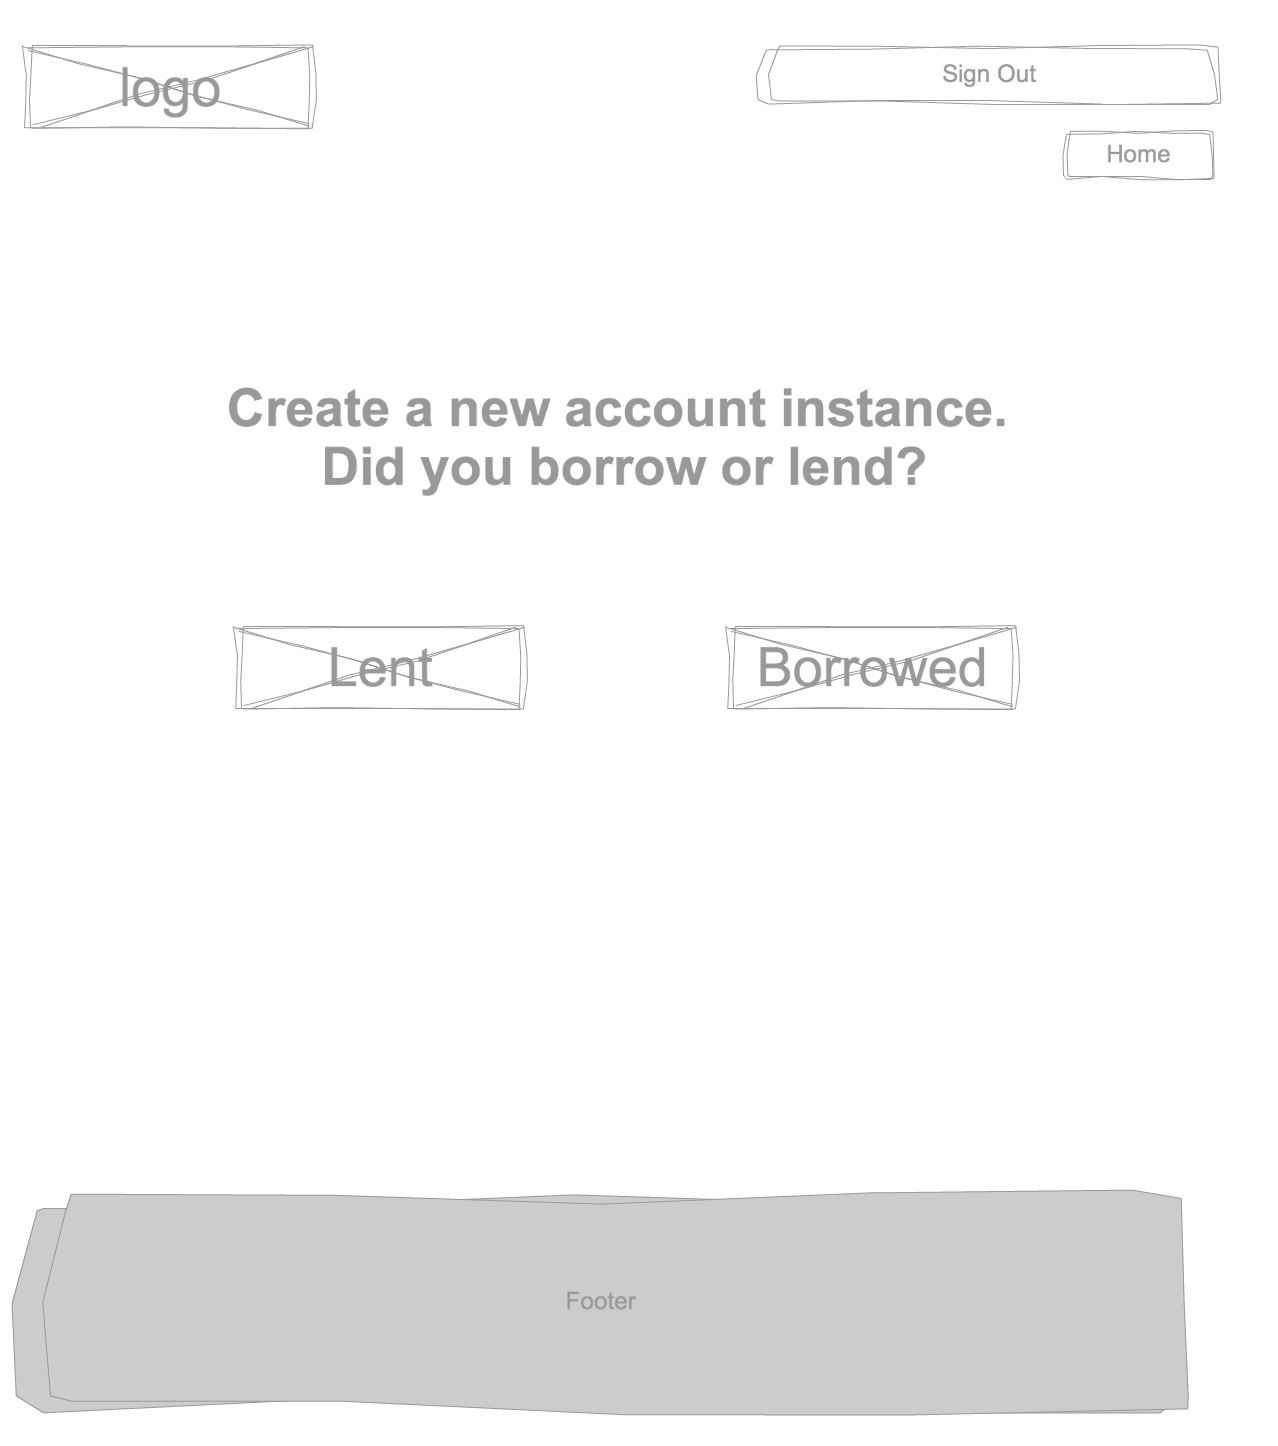 logo
Sign Out
Home
Create a new account instance.
Did you borrow or lend?
Lent
Borrowed
Footer